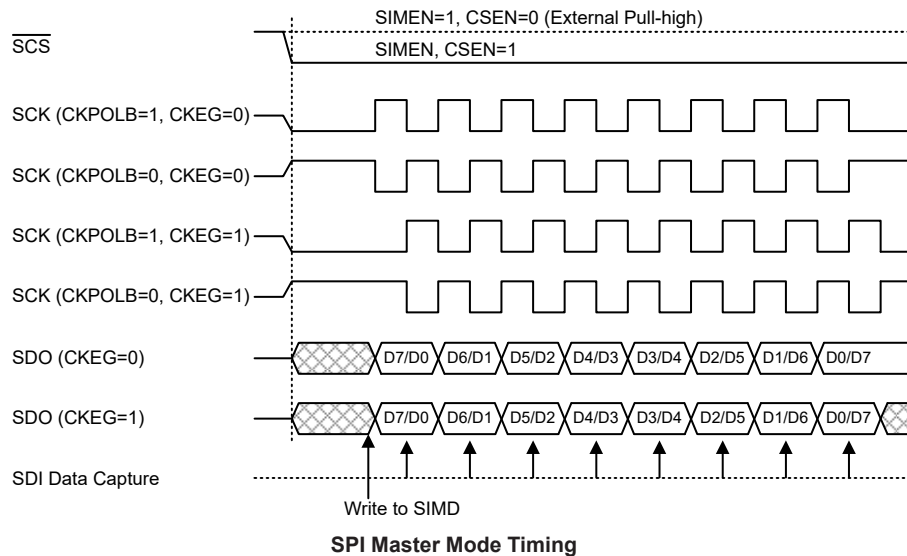 SIMEN=1, CSEN=0 (External Pull-high)
SCS
SIMEN, CSEN=1
SCK (CKPOLB=1, CKEG=0)
SCK (CKPOLB=0, CKEG=0)
SCK (CKPOLB=1, CKEG=1)
SCK (CKPOLB=0, CKEG=1)
SDO (CKEG=0) D7/D0 D6/D1 D5/D2 D4/D3 D3/D4 D2/D5 D1/D6 D0/D7
SDO (CKEG=1) D7/D0 D6/D1 D5/D2 D4/D3 D3/D4 D2/D5 D1/D6 D0/D7
SDI Data Capture
Write to SIMD
SPI Master Mode Timing